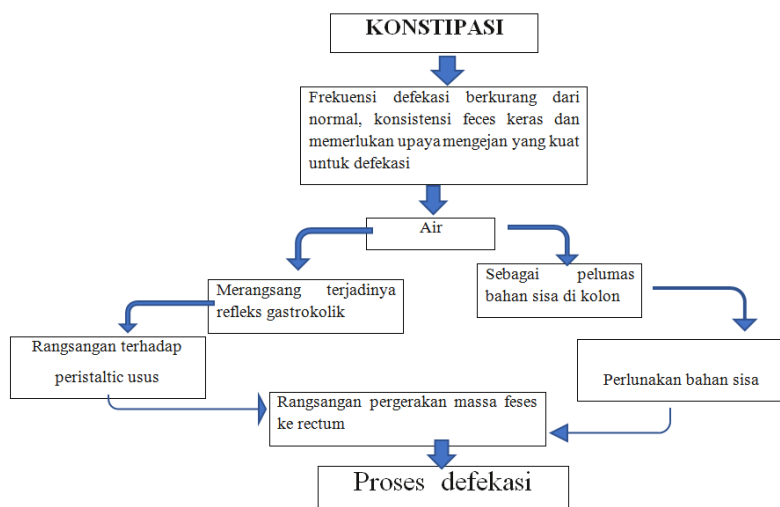 KONSTIPASI
Frekuensi defekasi berkurang dari
normal, konsistensi feces keras dan
memerlukan upaya mengejan yang kuat
untuk defekasi
Air
Merangsang terjadinya
refleks gastrokolik
Sebagai pelumas
bahan sisa di kolon
Rangsangan terhadap
peristaltic usus
Perlunakan bahan sisa
Rangsangan pergerakan massa feses
ke rectum
Proses defekasi